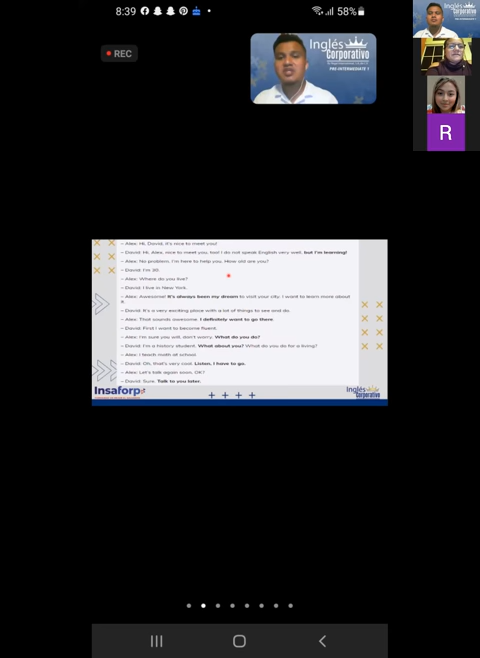 8:39
58%
REC
Inglés
Corporativo
PRE-INTERMEDIATE 1
– Alex: Hi, David, it's nice to meet you!
– David: Hi, Alex, nice to meet you, too! I do not speak English very well, but I'm learning!
– Alex: No problem, I'm here to help you. How old are you?
– David: I'm 30.
– Alex: Where do you live?
– David: I live in New York.
– Alex: Awesome! It's always been my dream to visit your city. I want to learn more about
it.
– David: It's a very exciting place with a lot of things to see and do.
– Alex: That sounds awesome. I definitely want to go there.
– David: First I want to become fluent.
– Alex: I'm sure you will, don't worry. What do you do?
– David: I'm a history student. What about you? What do you do for a living?
– Alex: I teach math at school.
– David: Oh, that's very cool. Listen, I have to go.
– Alex: Let's talk again soon, OK?
– David: Sure. Talk to you later.
Insaforp
Inglés
Corporativo
Inglés
Corporativo
R